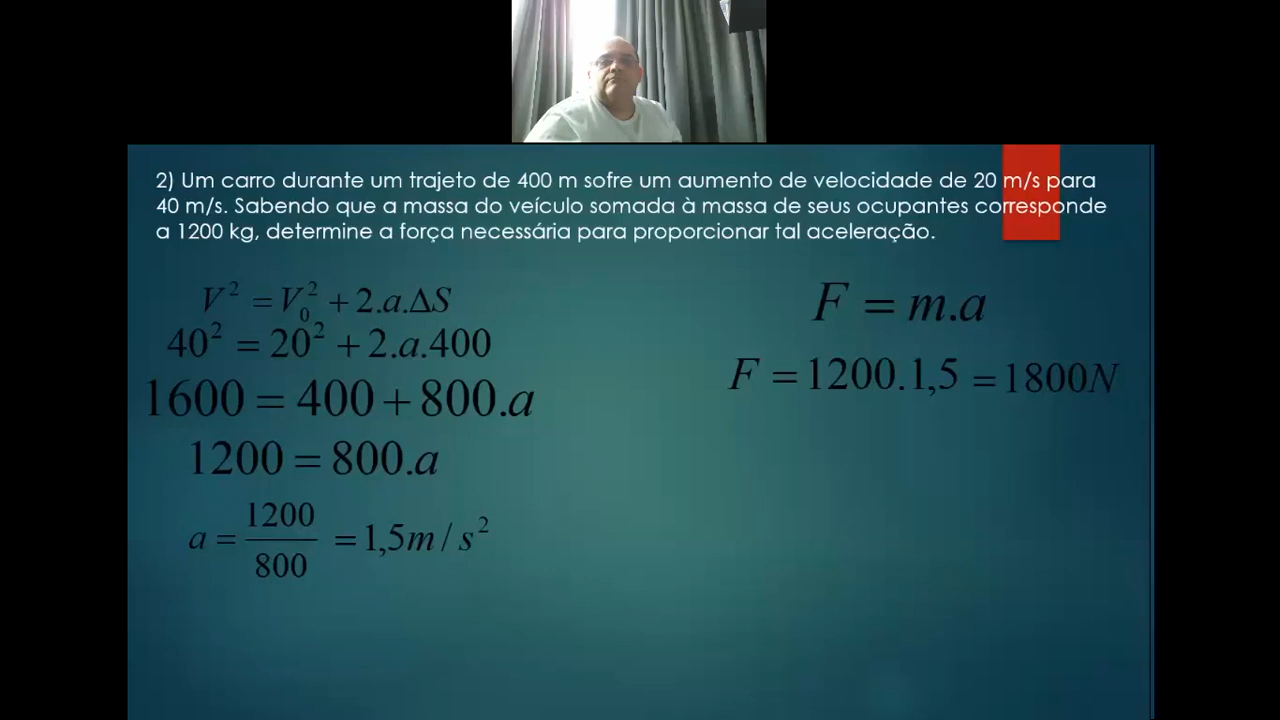 2) Um carro durante um trajeto de 400 m sofre um aumento de velocidade de 20 m/s para
40 m/s. Sabendo que a massa do veículo somada à massa de seus ocupantes corresponde
a 1200 kg, determine a força necessária para proporcionar tal aceleração.
V² = V₀² + 2.a.ΔS
40² = 20² + 2.a.400
1600 = 400 + 800.a
1200 = 800.a
a = 1200/800 = 1,5m/s²
F = m.a
F = 1200.1,5 = 1800N